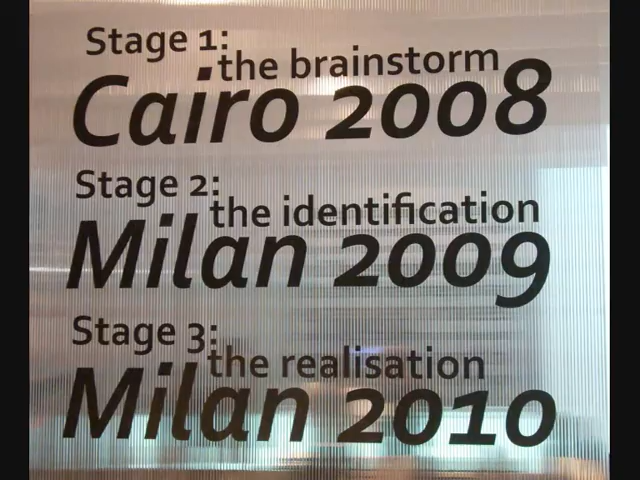 Stage 1:
the brainstorm
Cairo 2008
Stage 2:
the identification
Milan 2009
Stage 3:
the realisation
Milan 2010